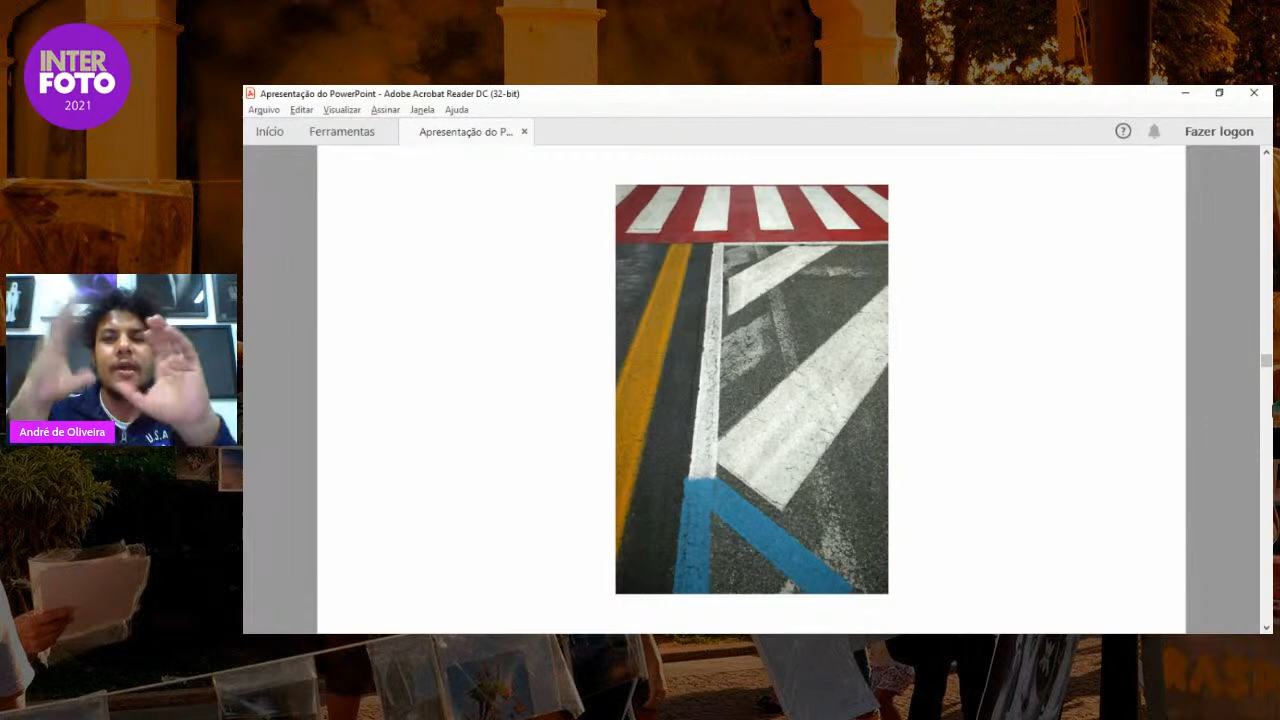 INTER
FOTO
2021
Apresentação do PowerPoint - Adobe Acrobat Reader DC (32-bit)
Arquivo Editar Visualizar Assinar Janela Ajuda
Início Ferramentas Apresentação do P... ×
? Fazer logon
U.S.A
André de Oliveira